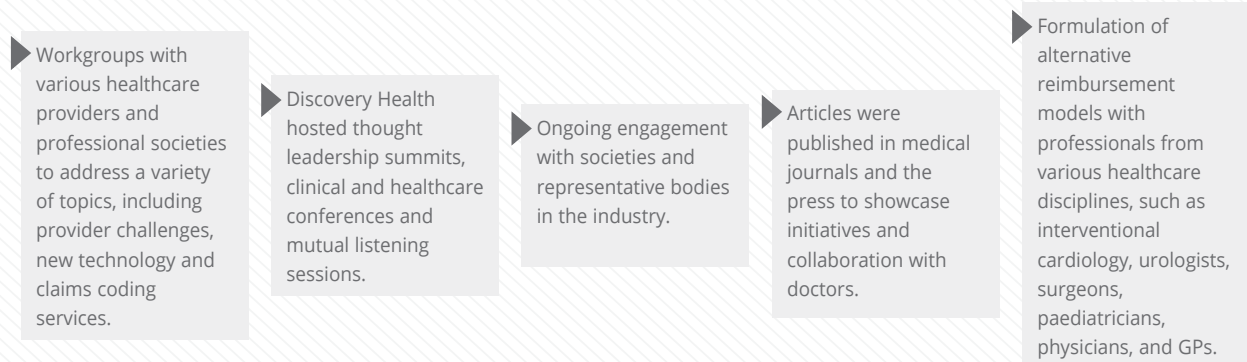 Workgroups with
various healthcare
providers and
professional societies
to address a variety
of topics, including
provider challenges,
new technology and
claims coding
services.
Discovery Health
hosted thought
leadership summits,
clinical and healthcare
conferences and
mutual listening
sessions.
Ongoing engagement
with societies and
representative bodies
in the industry.
Articles were
published in medical
journals and the
press to showcase
initiatives and
collaboration with
doctors.
Formulation of
alternative
reimbursement
models with
professionals from
various healthcare
disciplines, such as
interventional
cardiology, urologists,
surgeons,
paediatricians,
physicians, and GPs.